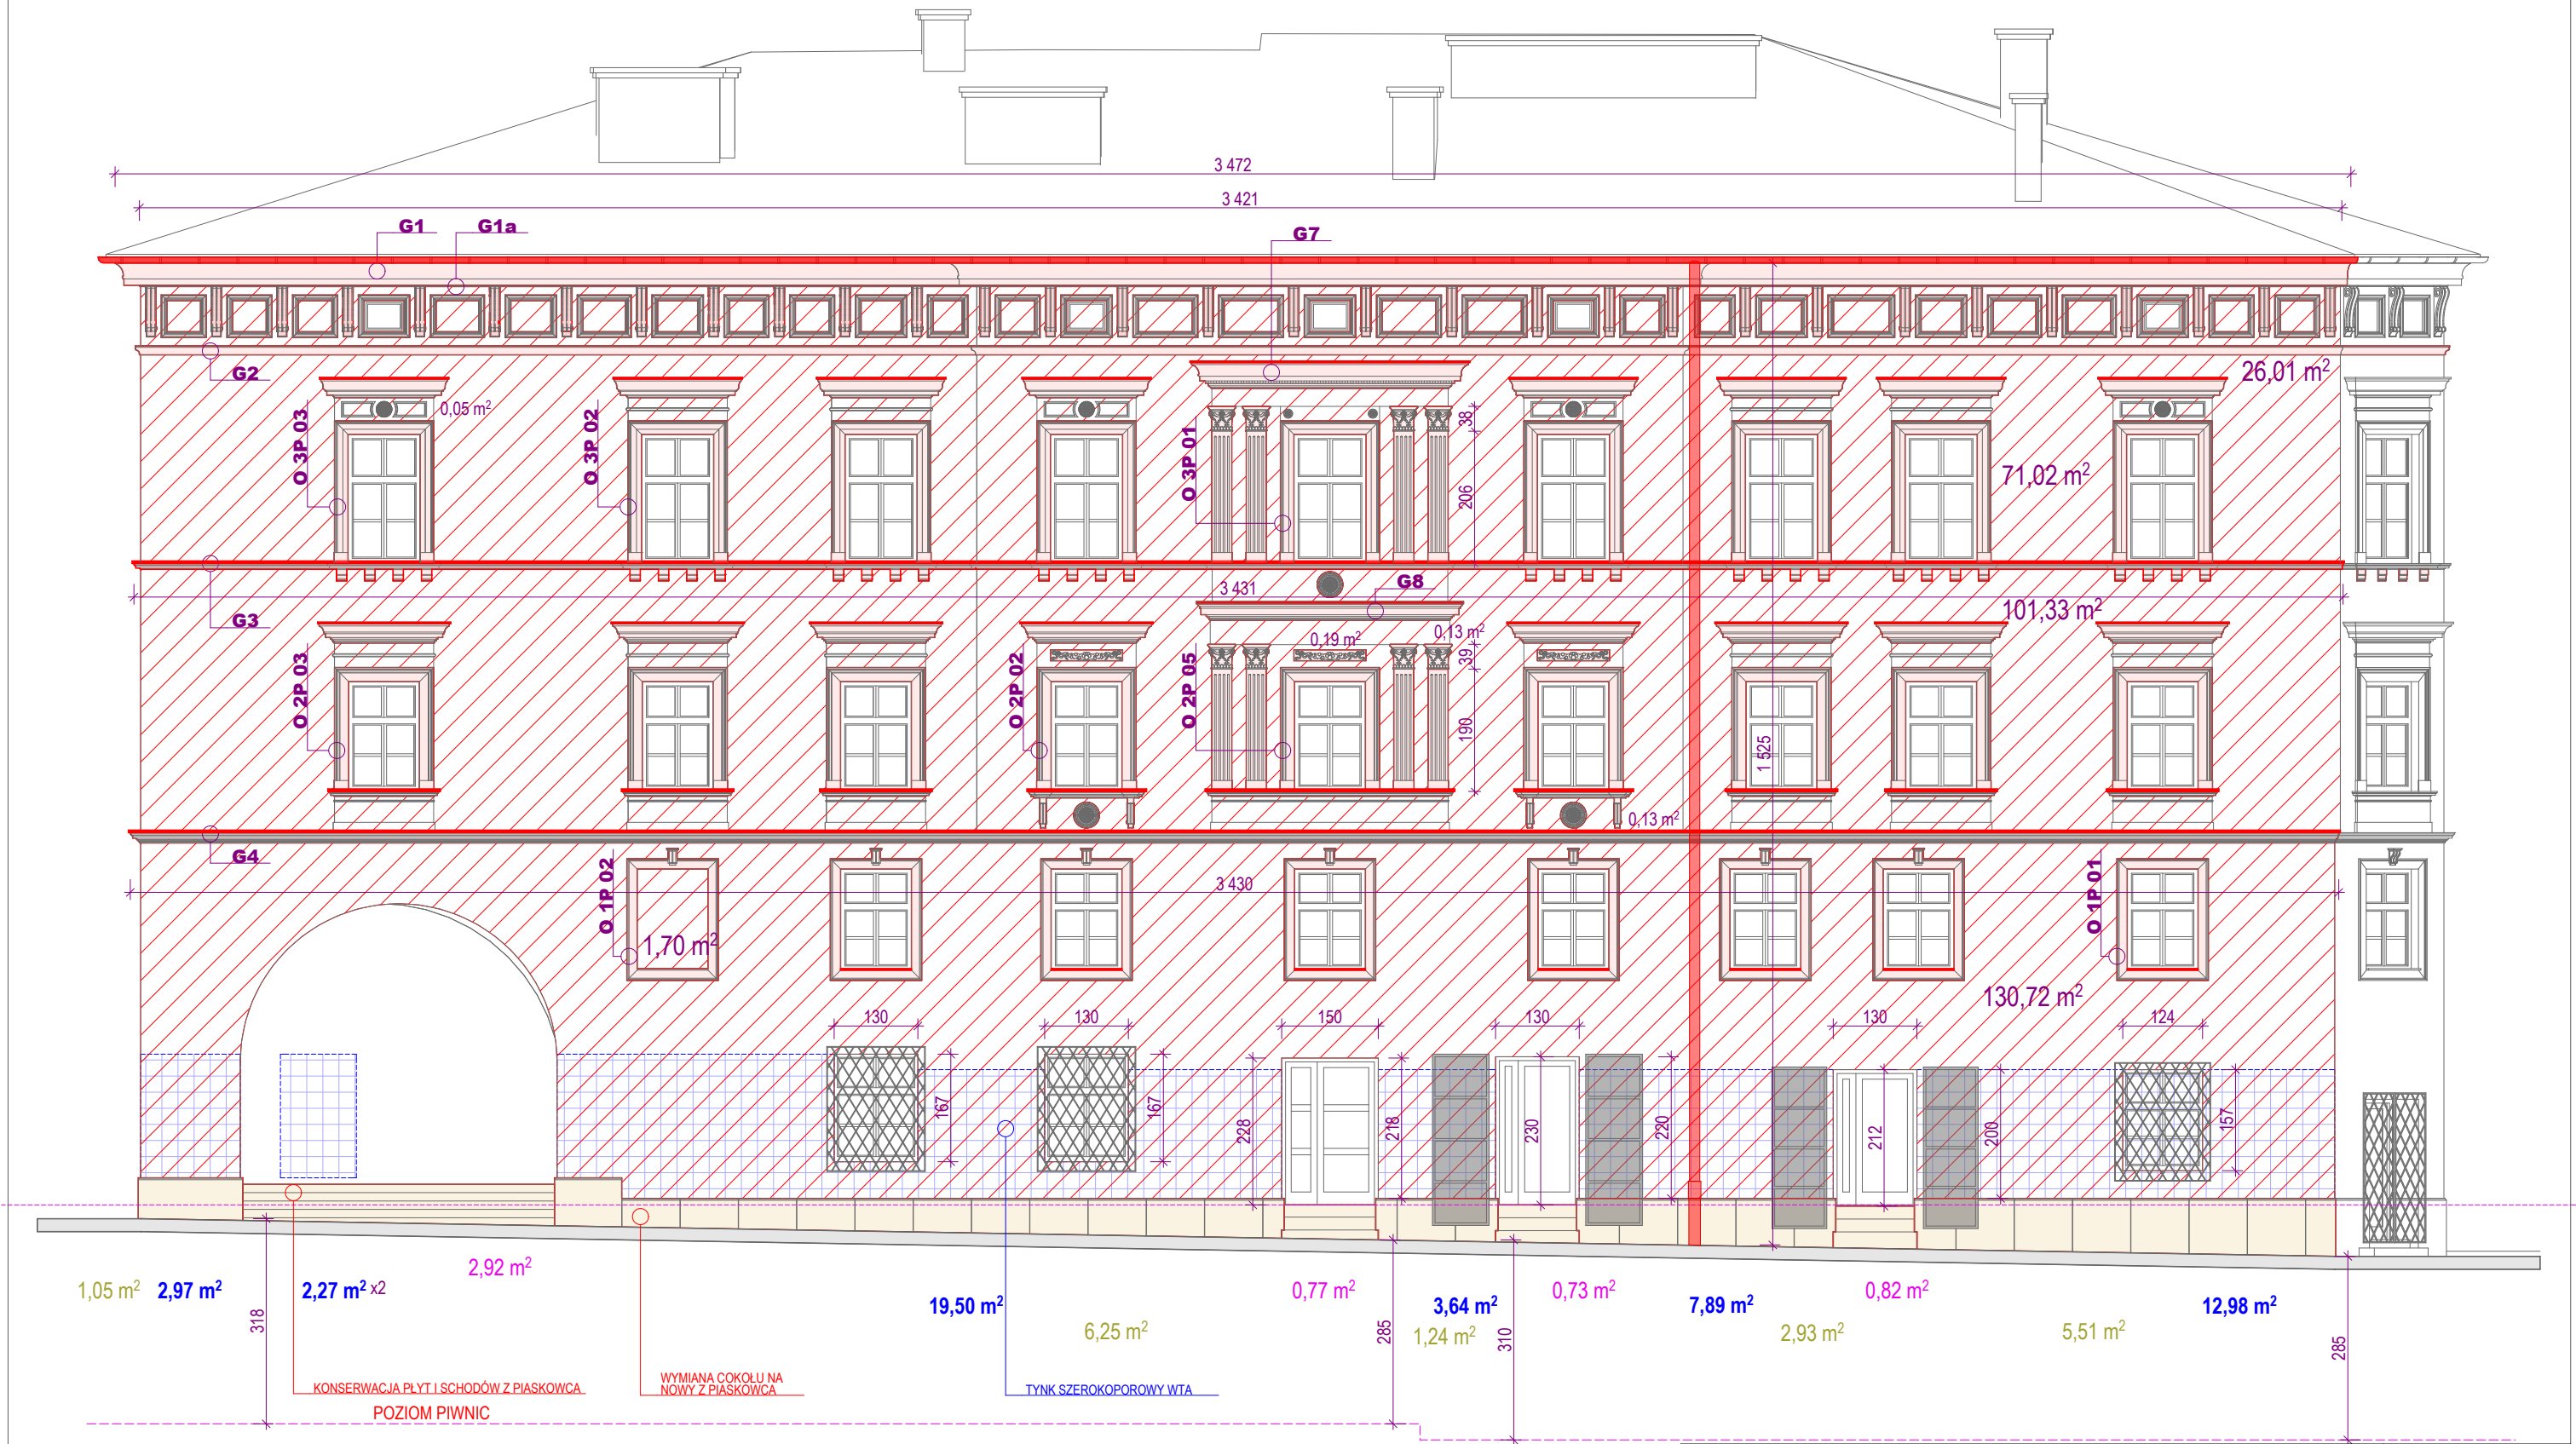 3 472
3 421
G1
G1a
G7
G2
26,01 m²
O 3P 03
0,05 m²
O 3P 02
O 3P 01
38
206
71,02 m²
G3
3 431
G8
101,33 m²
O 2P 03
O 2P 02
O 2P 05
0,19 m²
0,13 m²
39
190
1 525
0,13 m²
G4
3 430
O 1P 02
1,70 m²
O 1P 01
130,72 m²
130
130
150
130
130
124
167
167
228
218
230
220
212
200
157
1,05 m²
2,97 m²
2,27 m² x2
2,92 m²
19,50 m²
0,77 m²
3,64 m²
0,73 m²
7,89 m²
0,82 m²
12,98 m²
318
6,25 m²
285
1,24 m²
310
2,93 m²
5,51 m²
285
KONSERWACJA PŁYT I SCHODÓW Z PIASKOWCA
WYMIANA COKOŁU NA
NOWY Z PIASKOWCA
TYNK SZEROKOPOROWY WTA
POZIOM PIWNIC